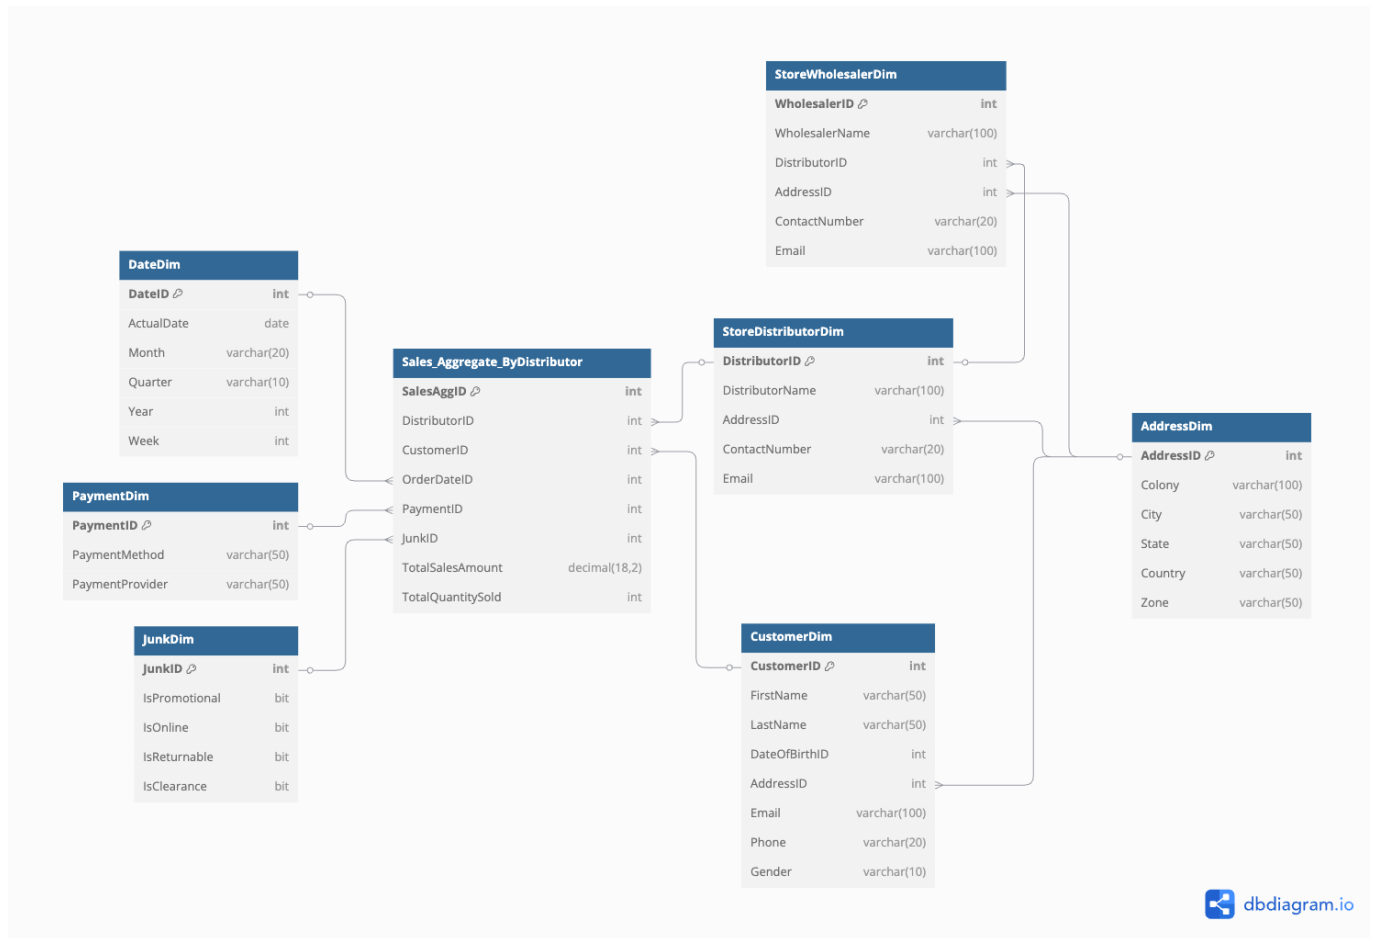 StoreWholesalerDim
WholesalerID int
WholesalerName varchar(100)
DistributorID int
AddressID int
ContactNumber varchar(20)
Email varchar(100)
DateDim
DateID int
ActualDate date
Month varchar(20)
Quarter varchar(10)
Year int
Week int
Sales_Aggregate_ByDistributor
SalesAggID int
DistributorID int
CustomerID int
OrderDateID int
PaymentID int
JunkID int
TotalSalesAmount decimal(18,2)
TotalQuantitySold int
StoreDistributorDim
DistributorID int
DistributorName varchar(100)
AddressID int
ContactNumber varchar(20)
Email varchar(100)
AddressDim
AddressID int
Colony varchar(100)
City varchar(50)
State varchar(50)
Country varchar(50)
Zone varchar(50)
PaymentDim
PaymentID int
PaymentMethod varchar(50)
PaymentProvider varchar(50)
JunkDim
JunkID int
IsPromotional bit
IsOnline bit
IsReturnable bit
IsClearance bit
CustomerDim
CustomerID int
FirstName varchar(50)
LastName varchar(50)
DateOfBirthID int
AddressID int
Email varchar(100)
Phone varchar(20)
Gender varchar(10)
dbdiagram.io